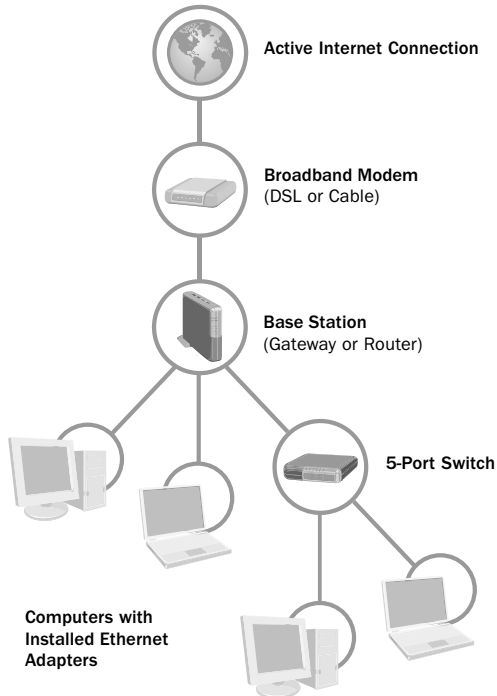 Active Internet Connection
Broadband Modem
(DSL or Cable)
Base Station
(Gateway or Router)
5-Port Switch
Computers with
Installed Ethernet
Adapters